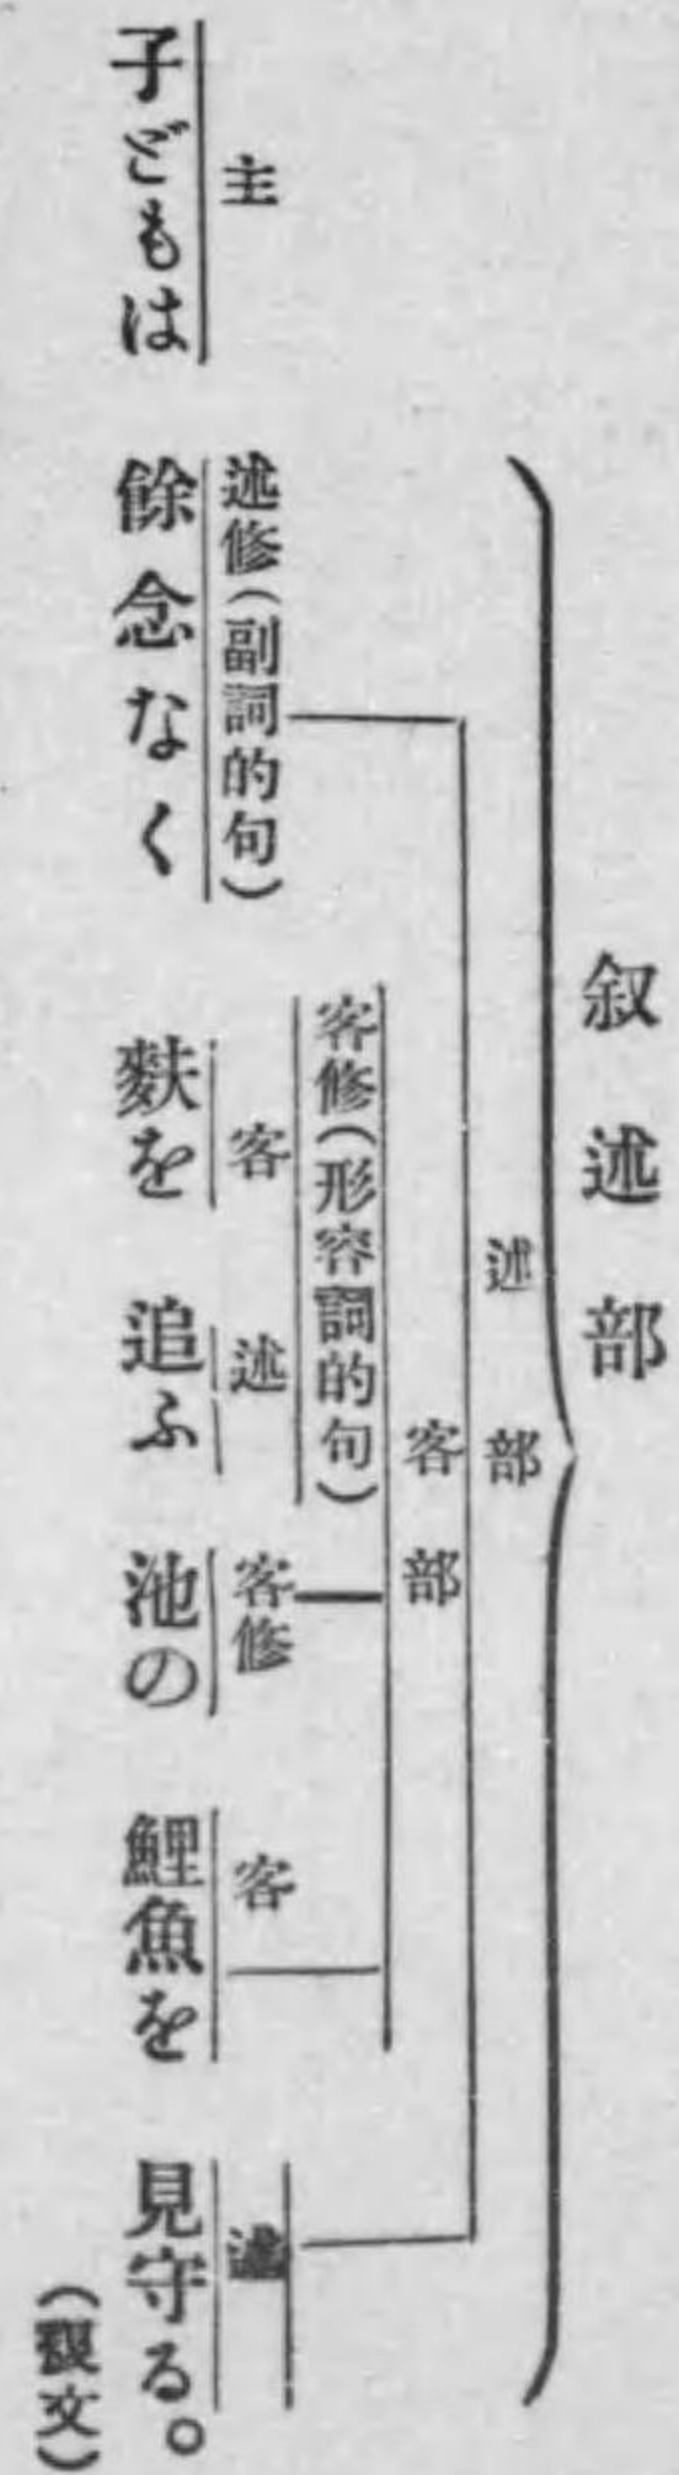 叙述部
述部
客部
客修(形容詞的句)
主 述修(副詞的句) 客 述 客修 客 述
子どもは 餘念なく 麩を 追ふ 池の 鯉魚を 見守る。
(複文)